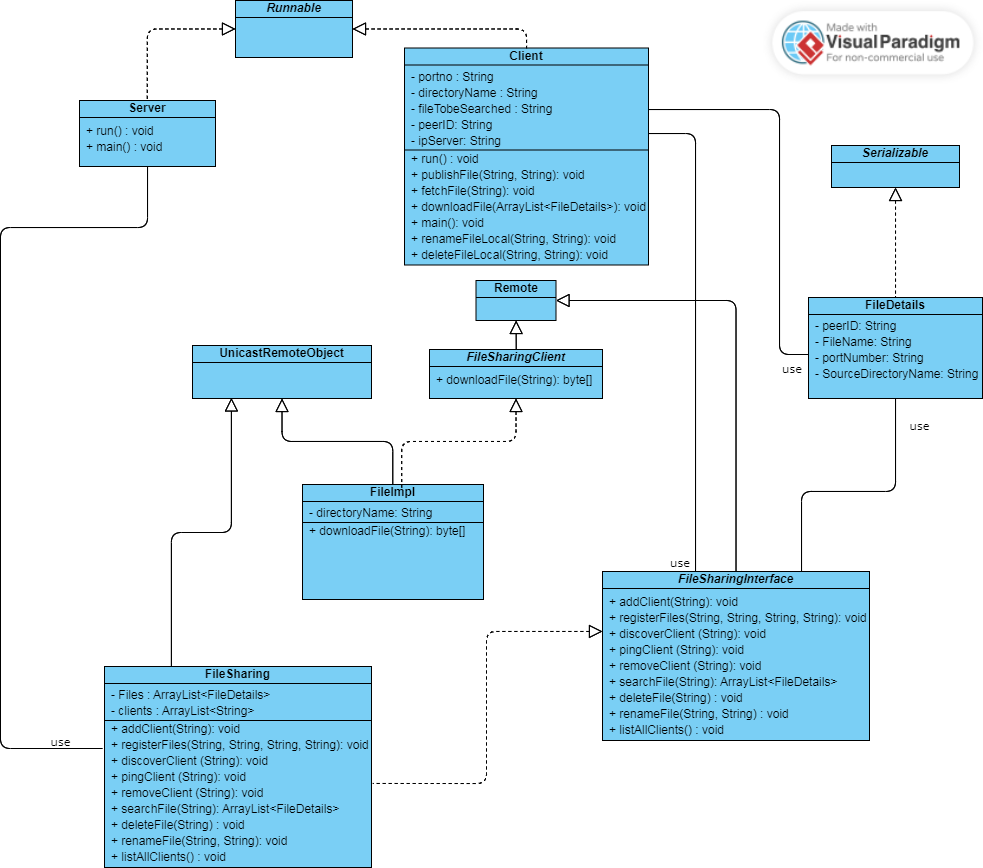 Runnable
Made with
VisualParadigm
For non-commercial use
Client
- portno : String
- directoryName : String
- fileTobeSearched : String
- peerID: String
- ipServer: String
+ run() : void
+ publishFile(String, String): void
+ fetchFile(String): void
+ downloadFile(ArrayList<FileDetails>): void
+ main(): void
+ renameFileLocal(String, String): void
+ deleteFileLocal(String, String): void
Server
+ run() : void
+ main() : void
Serializable
Remote
FileDetails
- peerID: String
- FileName: String
- portNumber: String
- SourceDirectoryName: String
use
use
UnicastRemoteObject
FileSharingClient
+ downloadFile(String): byte[]
FileImpl
- directoryName: String
+ downloadFile(String): byte[]
use
FileSharingInterface
+ addClient(String): void
+ registerFiles(String, String, String, String): void
+ discoverClient (String): void
+ pingClient (String): void
+ removeClient (String): void
+ searchFile(String): ArrayList<FileDetails>
+ deleteFile(String) : void
+ renameFile(String, String) : void
+ listAllClients() : void
FileSharing
- Files : ArrayList<FileDetails>
- clients : ArrayList<String>
+ addClient(String): void
+ registerFiles(String, String, String, String): void
+ discoverClient (String): void
+ pingClient (String): void
+ removeClient (String): void
+ searchFile(String): ArrayList<FileDetails>
+ deleteFile(String) : void
+ renameFile(String, String): void
+ listAllClients() : void
use